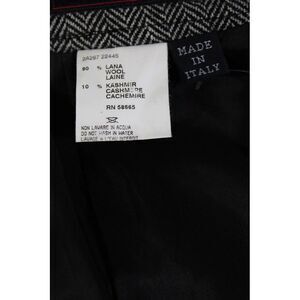 90 % LANA
WOOL
LAINE
10 % KASHMIR
CASHMERE
CACHEMIRE
RN 58565
NON LAVARE IN ACQUA
DO NOT WASH IN WATER
MADE
IN
ITALY